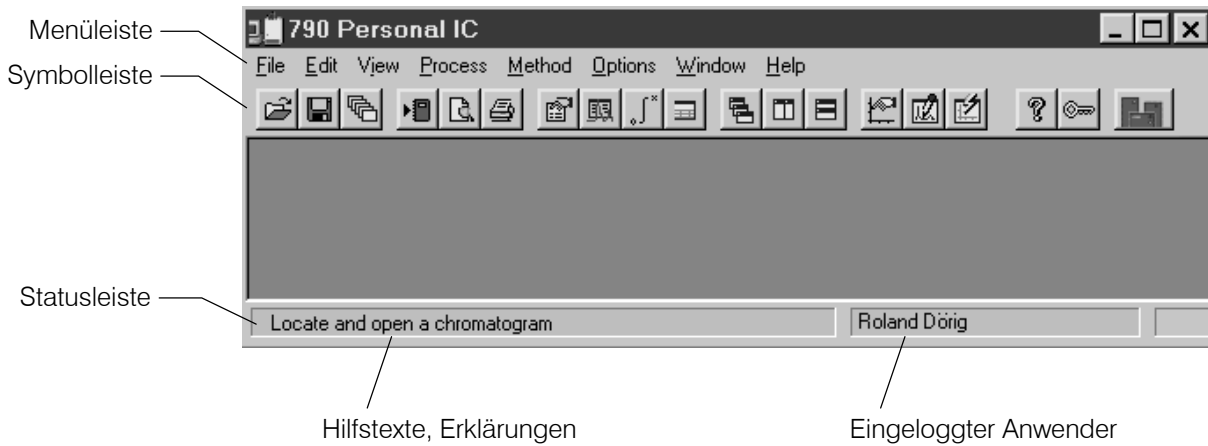 790 Personal IC
Menüleiste
File Edit View Process Method Options Window Help
Symbolleiste
Statusleiste
Locate and open a chromatogram
Roland Dörig
Hilfstexte, Erklärungen
Eingeloggter Anwender